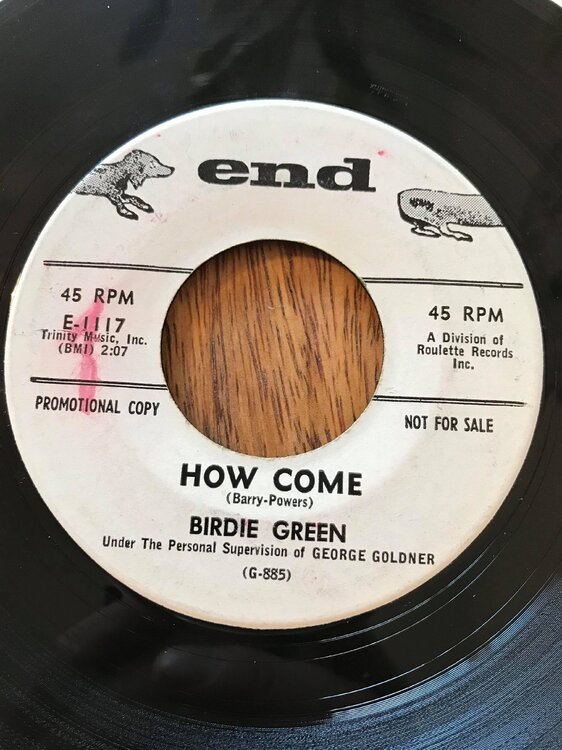 end
45 RPM
E-1117
Trinity Music, Inc.
(BMI) 2:07
PROMOTIONAL COPY
45 RPM
A Division of
Roulette Records
Inc.
NOT FOR SALE
HOW COME
(Barry-Powers)
BIRDIE GREEN
Under The Personal Supervision of GEORGE GOLDNER
(G-885)